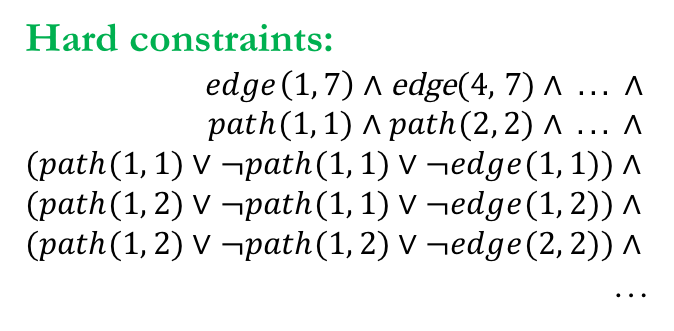 Hard constraints:
edge(1,7) ∧ edge(4, 7) ∧ … ∧
path(1,1) ∧ path(2,2) ∧ … ∧
(path(1,1) ∨ ¬path(1,1) ∨ ¬edge(1,1)) ∧
(path(1,2) ∨ ¬path(1,1) ∨ ¬edge(1,2)) ∧
(path(1,2) ∨ ¬path(1,2) ∨ ¬edge(2,2)) ∧
…